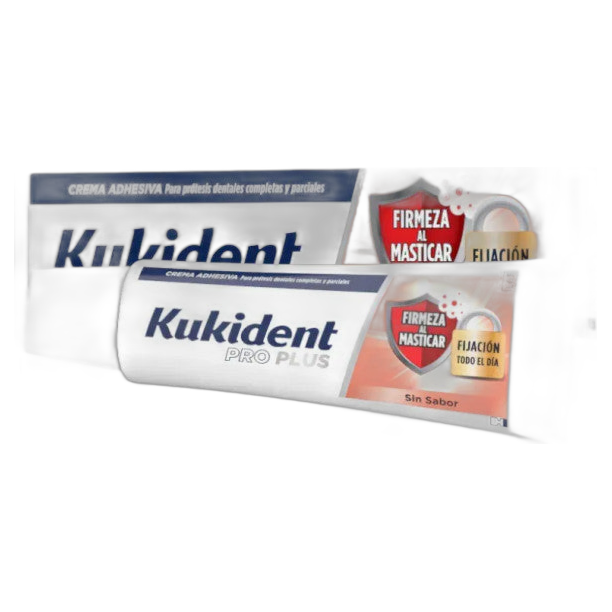 CREMA ADHESIVA Para prótesis dentales completas y parciales
Kukident
FIRMEZA
AL
MASTICAR
FIJACIÓN
CREMA ADHESIVA Para prótesis dentales completas y parciales
Kukident
PRO PLUS
FIRMEZA
AL
MASTICAR
FIJACIÓN
TODO EL DÍA
Sin Sabor